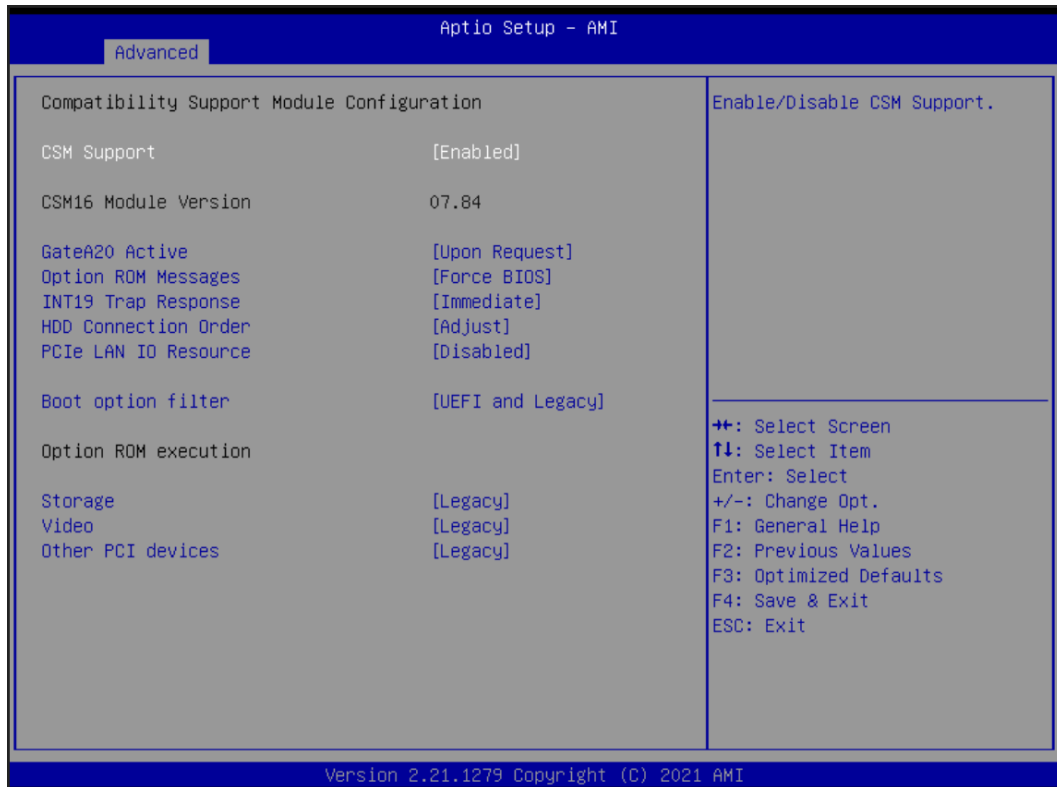 Aptio Setup – AMI
Advanced
Compatibility Support Module Configuration
CSM Support [Enabled]
CSM16 Module Version 07.84
GateA20 Active [Upon Request]
Option ROM Messages [Force BIOS]
INT19 Trap Response [Immediate]
HDD Connection Order [Adjust]
PCIe LAN IO Resource [Disabled]
Boot option filter [UEFI and Legacy]
Option ROM execution
Storage [Legacy]
Video [Legacy]
Other PCI devices [Legacy]
Enable/Disable CSM Support.
→←: Select Screen
↑↓: Select Item
Enter: Select
+/-: Change Opt.
F1: General Help
F2: Previous Values
F3: Optimized Defaults
F4: Save & Exit
ESC: Exit
Version 2.21.1279 Copyright (C) 2021 AMI